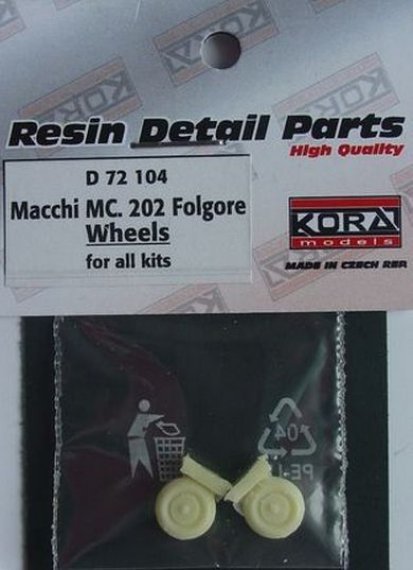 Resin Detail Parts
High Quality
D 72 104
Macchi MC. 202 Folgore
Wheels
for all kits
KORA
models
MADE IN CZECH REP.
04